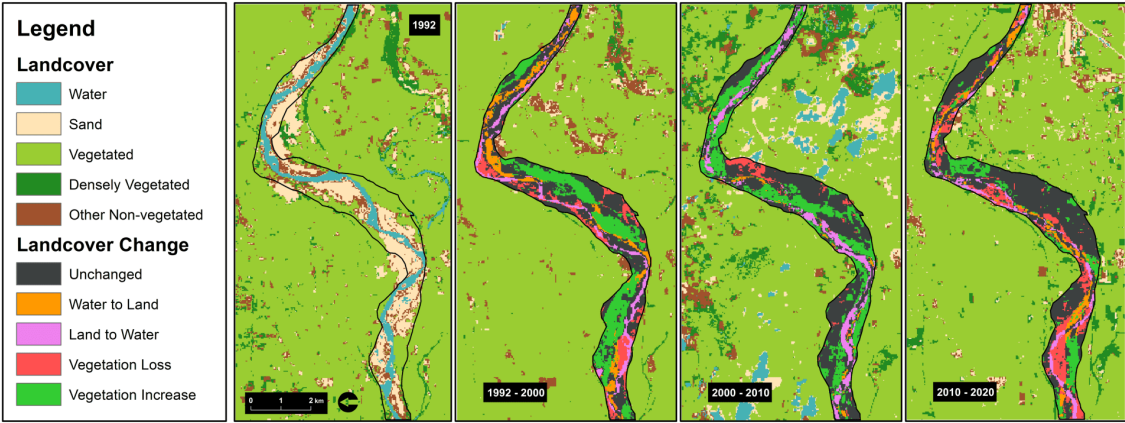 Legend
Landcover
Water
Sand
Vegetated
Densely Vegetated
Other Non-vegetated
Landcover Change
Unchanged
Water to Land
Land to Water
Vegetation Loss
Vegetation Increase
1992
0 1 2 km
1992 - 2000
2000 - 2010
2010 - 2020